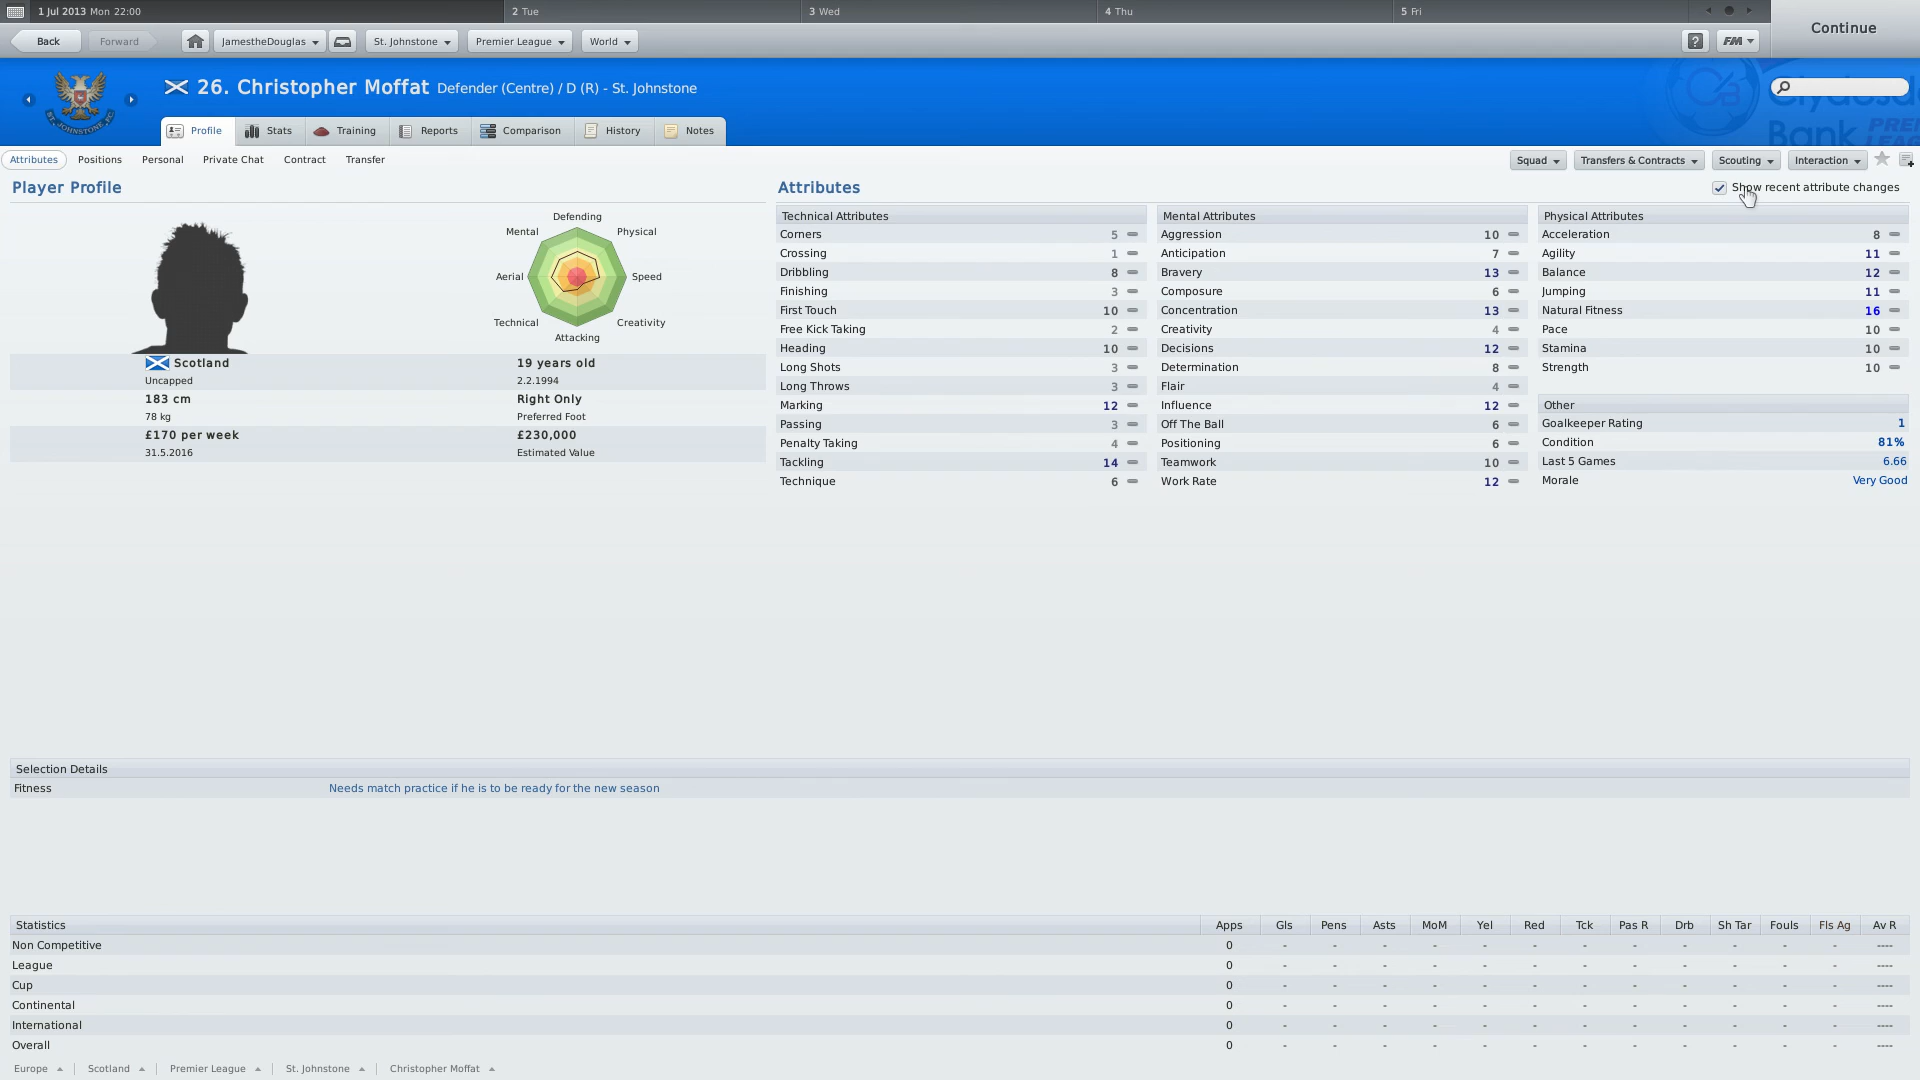 1 Jul 2013 Mon 22:00 2 Tue 3 Wed 4 Thu 5 Fri
Continue
Back Forward JamestheDouglas St. Johnstone Premier League World ? FM
26. Christopher Moffat Defender (Centre) / D (R) - St. Johnstone
Clydesdale
Bank PREMIER
LEAGUE
ST. JOHNSTONE F.C.
Profile Stats Training Reports Comparison History Notes
Attributes Positions Personal Private Chat Contract Transfer Squad Transfers & Contracts Scouting Interaction
Player Profile
Defending
Mental Physical
Aerial Speed
Technical Creativity
Attacking
Scotland 19 years old
Uncapped 2.2.1994
183 cm Right Only
78 kg Preferred Foot
£170 per week £230,000
31.5.2016 Estimated Value
Attributes Show recent attribute changes
Technical Attributes
Corners 5
Crossing 1
Dribbling 8
Finishing 3
First Touch 10
Free Kick Taking 2
Heading 10
Long Shots 3
Long Throws 3
Marking 12
Passing 3
Penalty Taking 4
Tackling 14
Technique 6
Mental Attributes
Aggression 10
Anticipation 7
Bravery 13
Composure 6
Concentration 13
Creativity 4
Decisions 12
Determination 8
Flair 4
Influence 12
Off The Ball 6
Positioning 6
Teamwork 10
Work Rate 12
Physical Attributes
Acceleration 8
Agility 11
Balance 12
Jumping 11
Natural Fitness 16
Pace 10
Stamina 10
Strength 10
Other
Goalkeeper Rating 1
Condition 81%
Last 5 Games 6.66
Morale Very Good
Selection Details
Fitness Needs match practice if he is to be ready for the new season
Statistics Apps Gls Pens Asts MoM Yel Red Tck Pas R Drb Sh Tar Fouls Fls Ag Av R
Non Competitive 0 - - - - - - - - - - - - ----
League 0 - - - - - - - - - - - - ----
Cup 0 - - - - - - - - - - - - ----
Continental 0 - - - - - - - - - - - - ----
International 0 - - - - - - - - - - - - ----
Overall 0 - - - - - - - - - - - - ----
Europe Scotland Premier League St. Johnstone Christopher Moffat